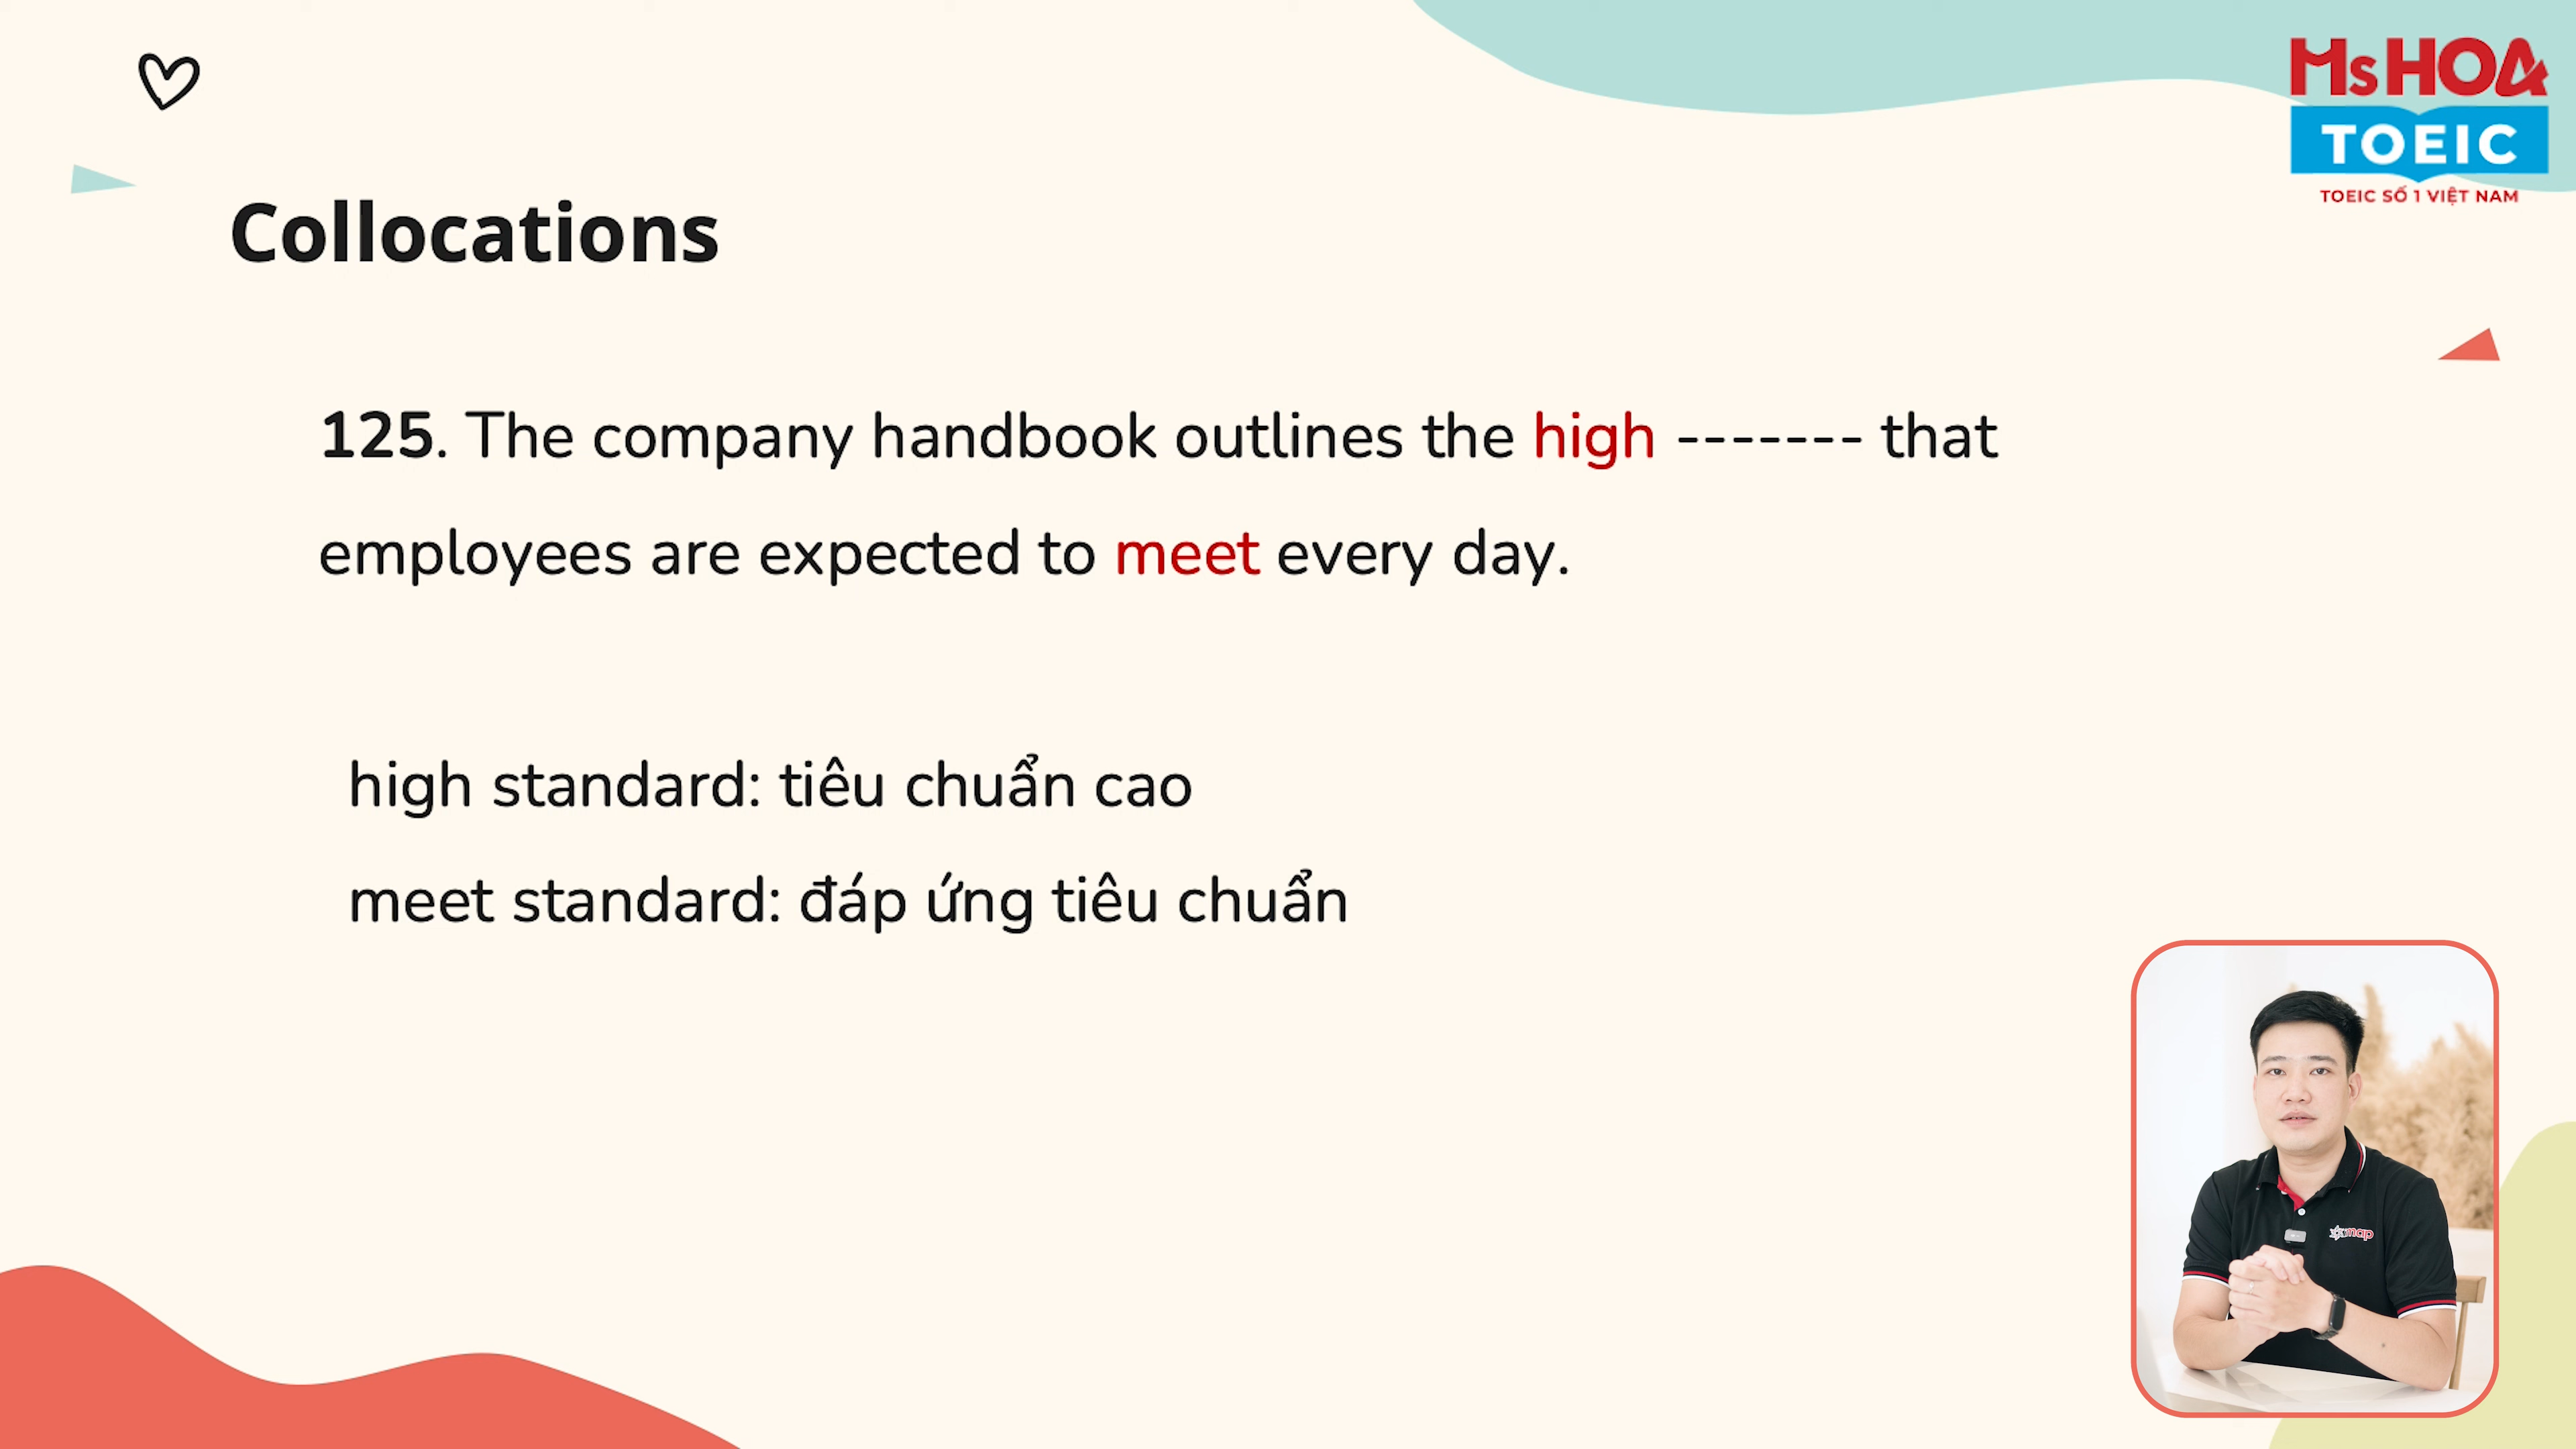 MsHOA
TOEIC
TOEIC SỐ 1 VIỆT NAM
Collocations
125. The company handbook outlines the high ------- that
employees are expected to meet every day.
high standard: tiêu chuẩn cao
meet standard: đáp ứng tiêu chuẩn
map